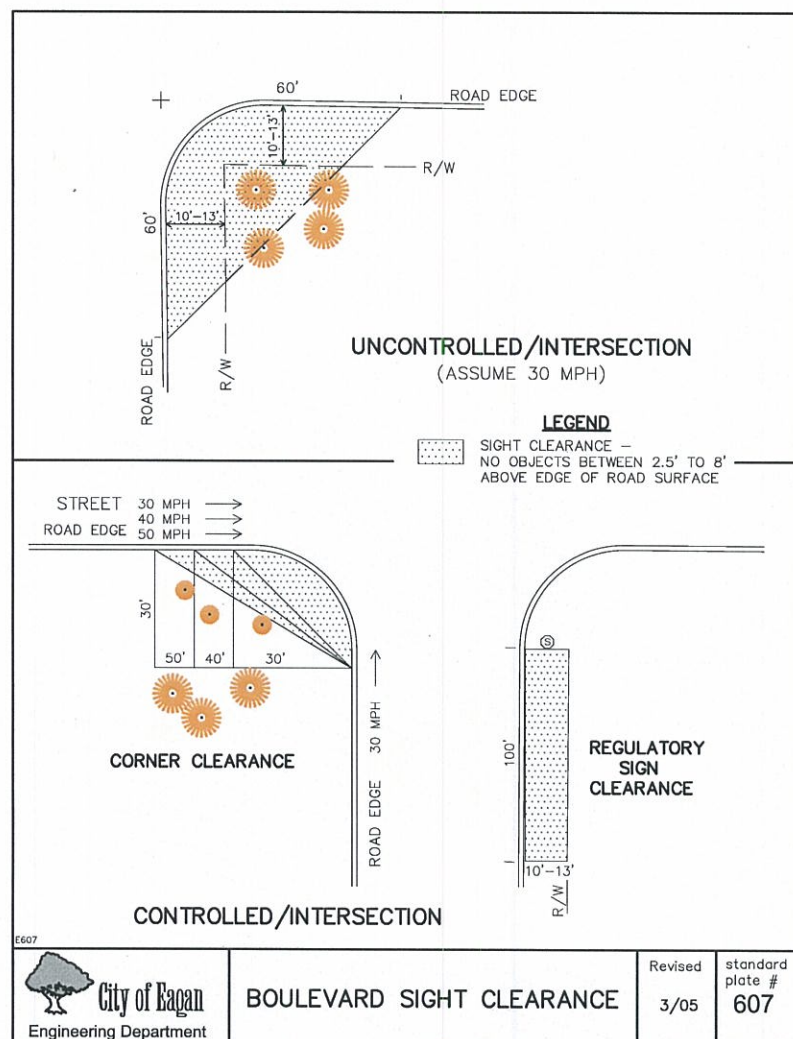 60'
ROAD EDGE
10'-13'
R/W
60'
10'-13'
ROAD EDGE
R/W
UNCONTROLLED/INTERSECTION
(ASSUME 30 MPH)
LEGEND
SIGHT CLEARANCE –
NO OBJECTS BETWEEN 2.5' TO 8'
ABOVE EDGE OF ROAD SURFACE
STREET 30 MPH
40 MPH
ROAD EDGE 50 MPH
30'
50' 40' 30'
CORNER CLEARANCE
ROAD EDGE 30 MPH
S
100'
REGULATORY
SIGN
CLEARANCE
10'-13'
R/W
CONTROLLED/INTERSECTION
E607
City of Eagan
Engineering Department
BOULEVARD SIGHT CLEARANCE
Revised
3/05
standard
plate #
607